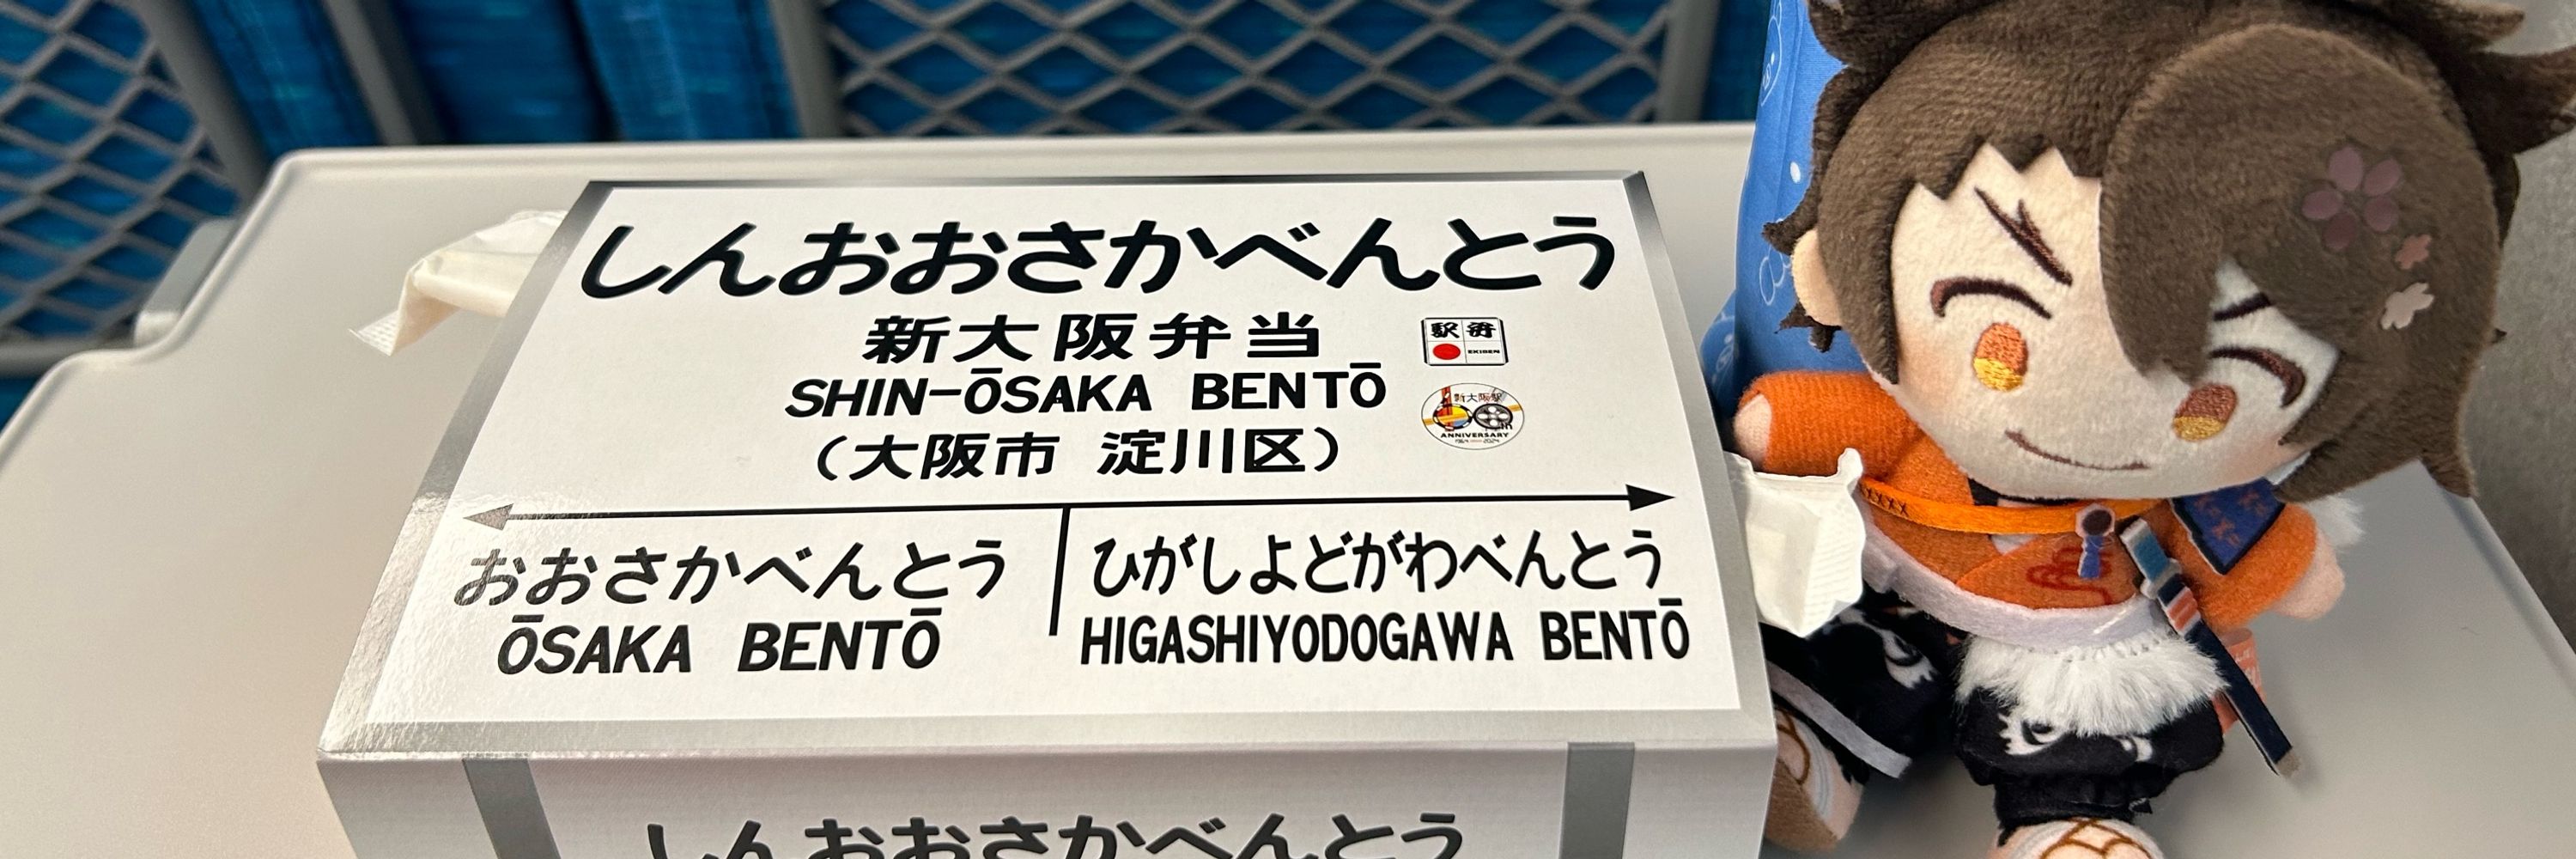 しんおおさかべんとう
新大阪弁当
SHIN-ŌSAKA BENTŌ
(大阪市 淀川区)
駅弁
EKIBEN
新大阪駅
60th
ANNIVERSARY
おおさかべんとう
ŌSAKA BENTŌ
ひがしよどがわべんとう
HIGASHIYODOGAWA BENTŌ
しんおおさかべんとう